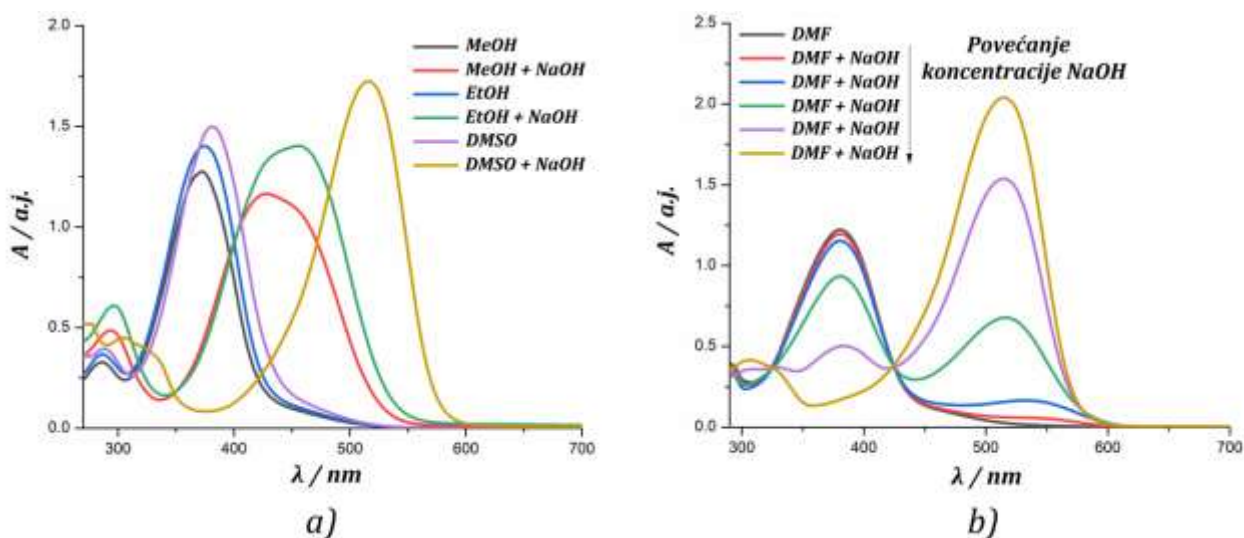 2.0
1.5
1.0
0.5
0.0
A / a.j.
MeOH
MeOH + NaOH
EtOH
EtOH + NaOH
DMSO
DMSO + NaOH
300 400 500 600 700
λ / nm
a)
2.5
2.0
1.5
1.0
0.5
0.0
A / a.j.
DMF
DMF + NaOH
DMF + NaOH
DMF + NaOH
DMF + NaOH
DMF + NaOH
Povećanje
koncentracije NaOH
300 400 500 600 700
λ / nm
b)